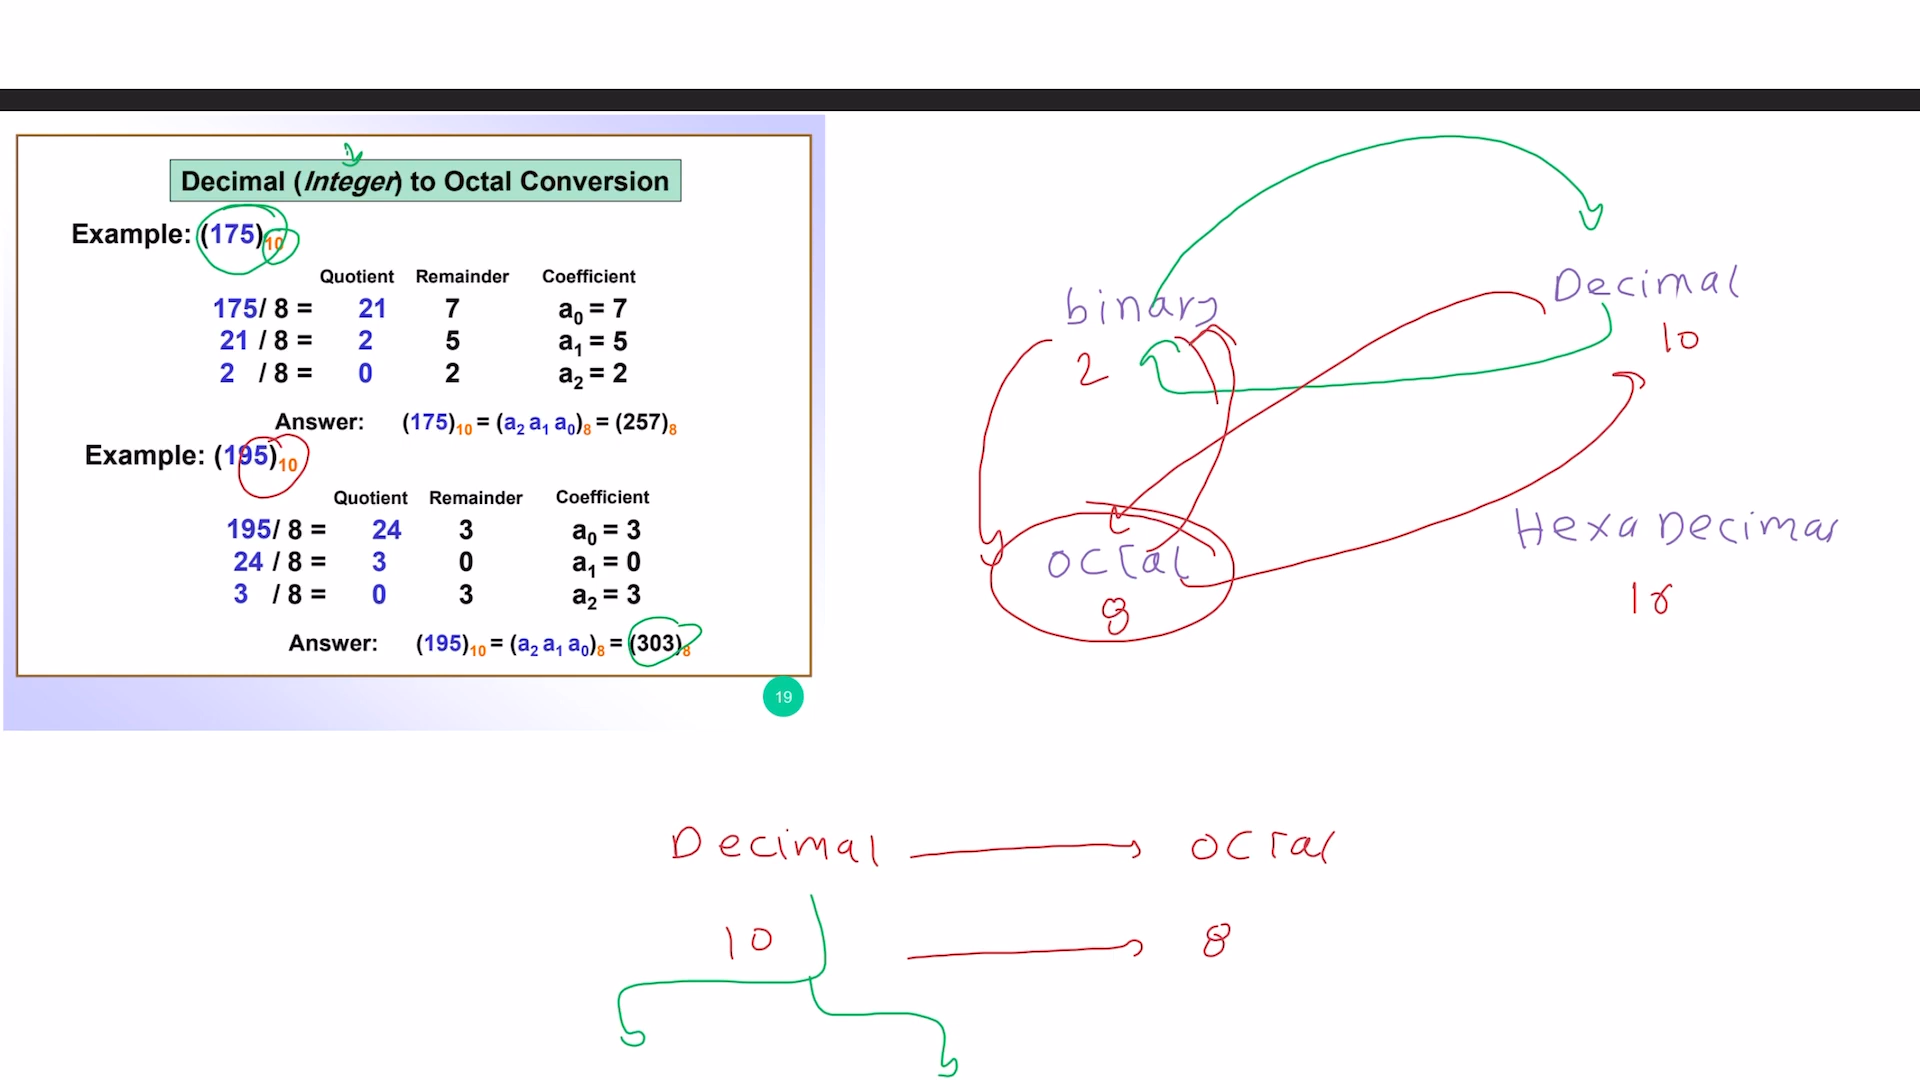 Decimal (Integer) to Octal Conversion
Example: (175)10
Quotient Remainder Coefficient
175/ 8 = 21 7 a0 = 7
21 / 8 = 2 5 a1 = 5
2 / 8 = 0 2 a2 = 2
Answer: (175)10 = (a2 a1 a0)8 = (257)8
Example: (195)10
Quotient Remainder Coefficient
195/ 8 = 24 3 a0 = 3
24 / 8 = 3 0 a1 = 0
3 / 8 = 0 3 a2 = 3
Answer: (195)10 = (a2 a1 a0)8 = (303)8
19
binary
2
Decimal
10
octal
8
Hexa Decimal
16
Decimal octal
10 8